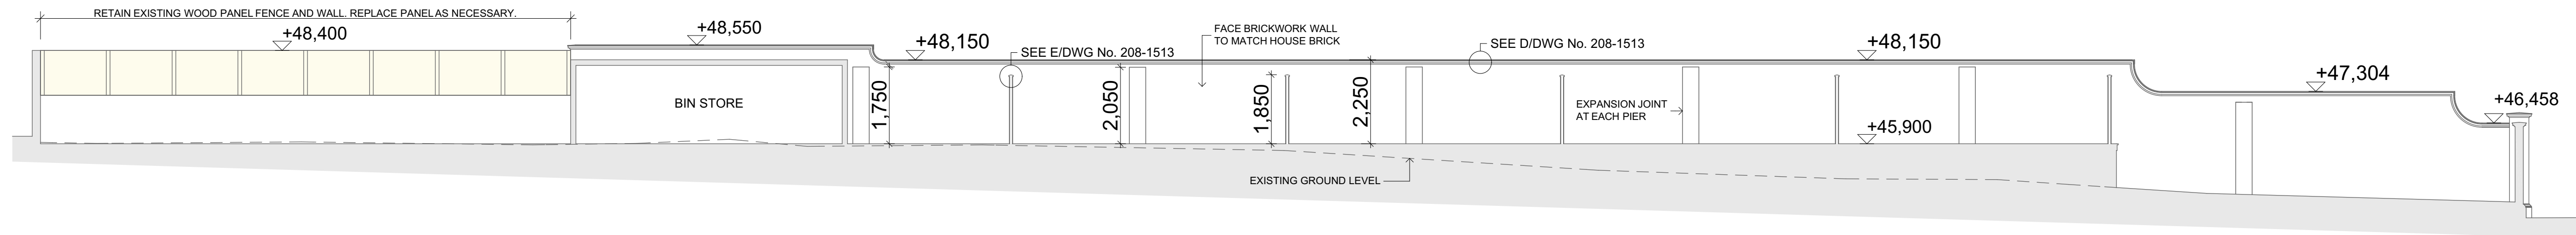 RETAIN EXISTING WOOD PANEL FENCE AND WALL. REPLACE PANEL AS NECESSARY.
+48,400
+48,550
+48,150
SEE E/DWG No. 208-1513
FACE BRICKWORK WALL
TO MATCH HOUSE BRICK
SEE D/DWG No. 208-1513
+48,150
+47,304
+46,458
BIN STORE
1,750
2,050
1,850
2,250
EXPANSION JOINT
AT EACH PIER
+45,900
EXISTING GROUND LEVEL